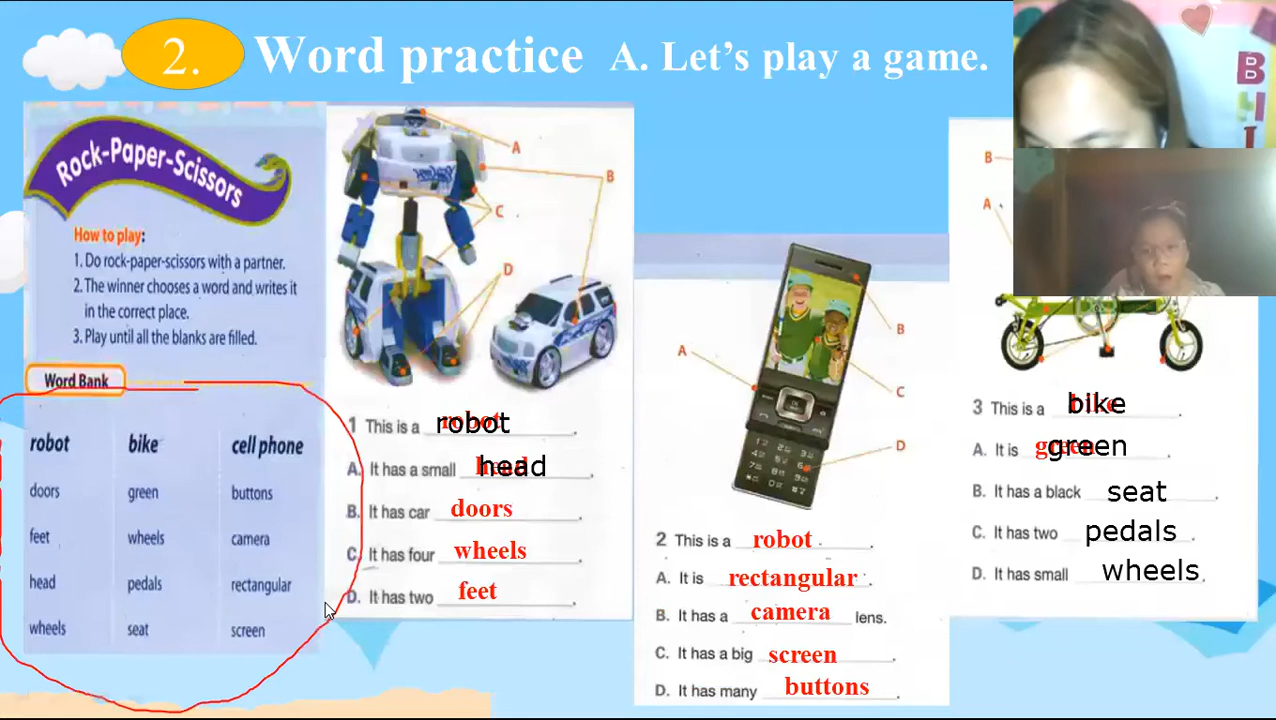 2. Word practice A. Let's play a game.
Rock-Paper-Scissors
How to play:
1. Do rock-paper-scissors with a partner.
2. The winner chooses a word and writes it
in the correct place.
3. Play until all the blanks are filled.
Word Bank
robot bike cell phone
doors green buttons
feet wheels camera
head pedals rectangular
wheels seat screen
A
B
C
D
1 This is a robot robot
A. It has a small head head
B. It has car doors
C. It has four wheels
D. It has two feet
A
B
C
D
2 This is a robot.
A. It is rectangular.
B. It has a camera lens.
C. It has a big screen.
D. It has many buttons.
B
A
3 This is a bike bike.
A. It is green green.
B. It has a black seat.
C. It has two pedals.
D. It has small wheels.
B
H
I